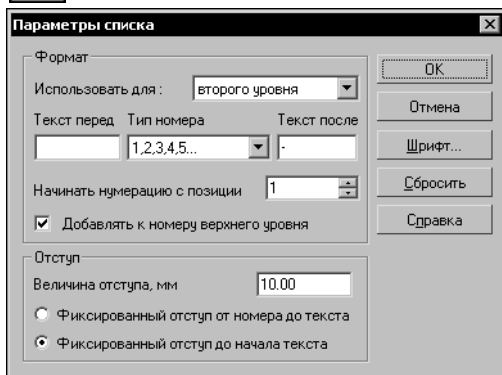 Параметры списка
Формат
Использовать для : второго уровня
Текст перед Тип номера Текст после
1,2,3,4,5... -
Начинать нумерацию с позиции 1
Добавлять к номеру верхнего уровня
Отступ
Величина отступа, мм 10.00
Фиксированный отступ от номера до текста
Фиксированный отступ до начала текста
OK
Отмена
Шрифт...
Сбросить
Справка